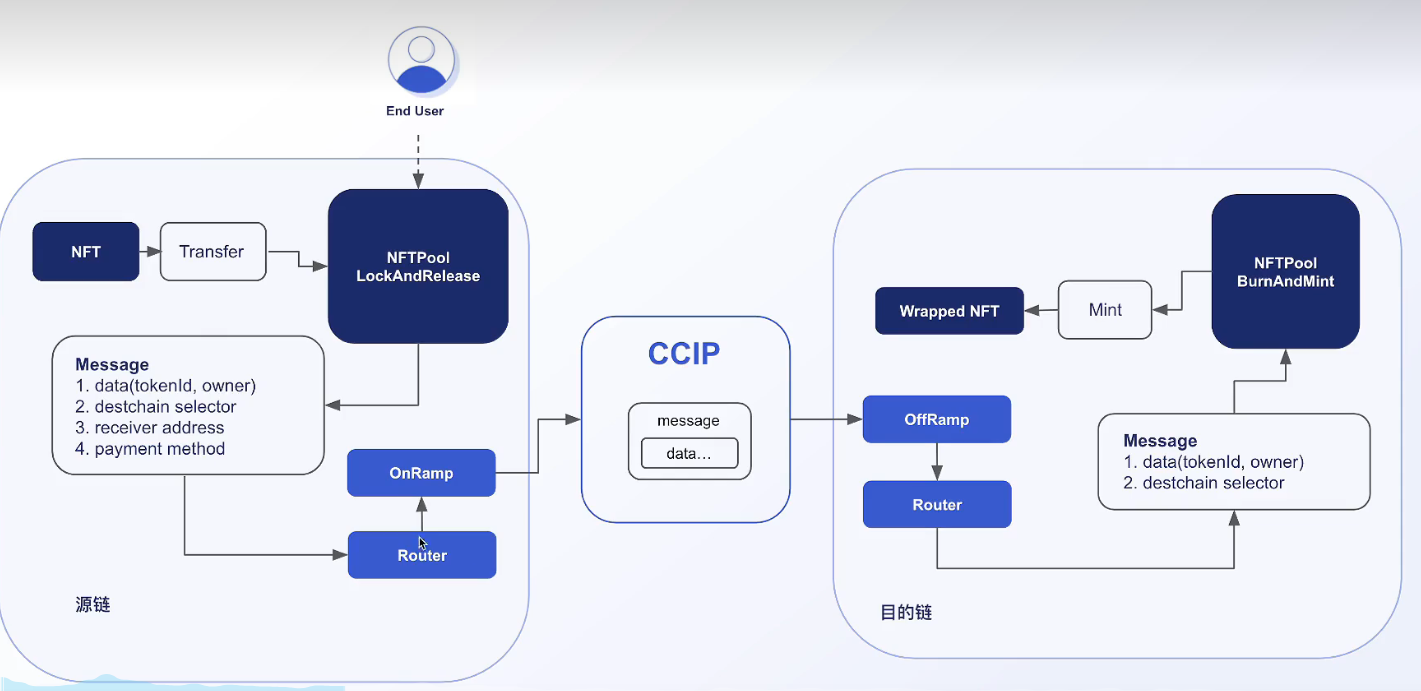 End User
NFT
Transfer
NFTPool
LockAndRelease
Message
1. data(tokenId, owner)
2. destchain selector
3. receiver address
4. payment method
OnRamp
Router
源链
CCIP
message
data...
NFTPool
BurnAndMint
Mint
Wrapped NFT
OffRamp
Router
Message
1. data(tokenId, owner)
2. destchain selector
目的链